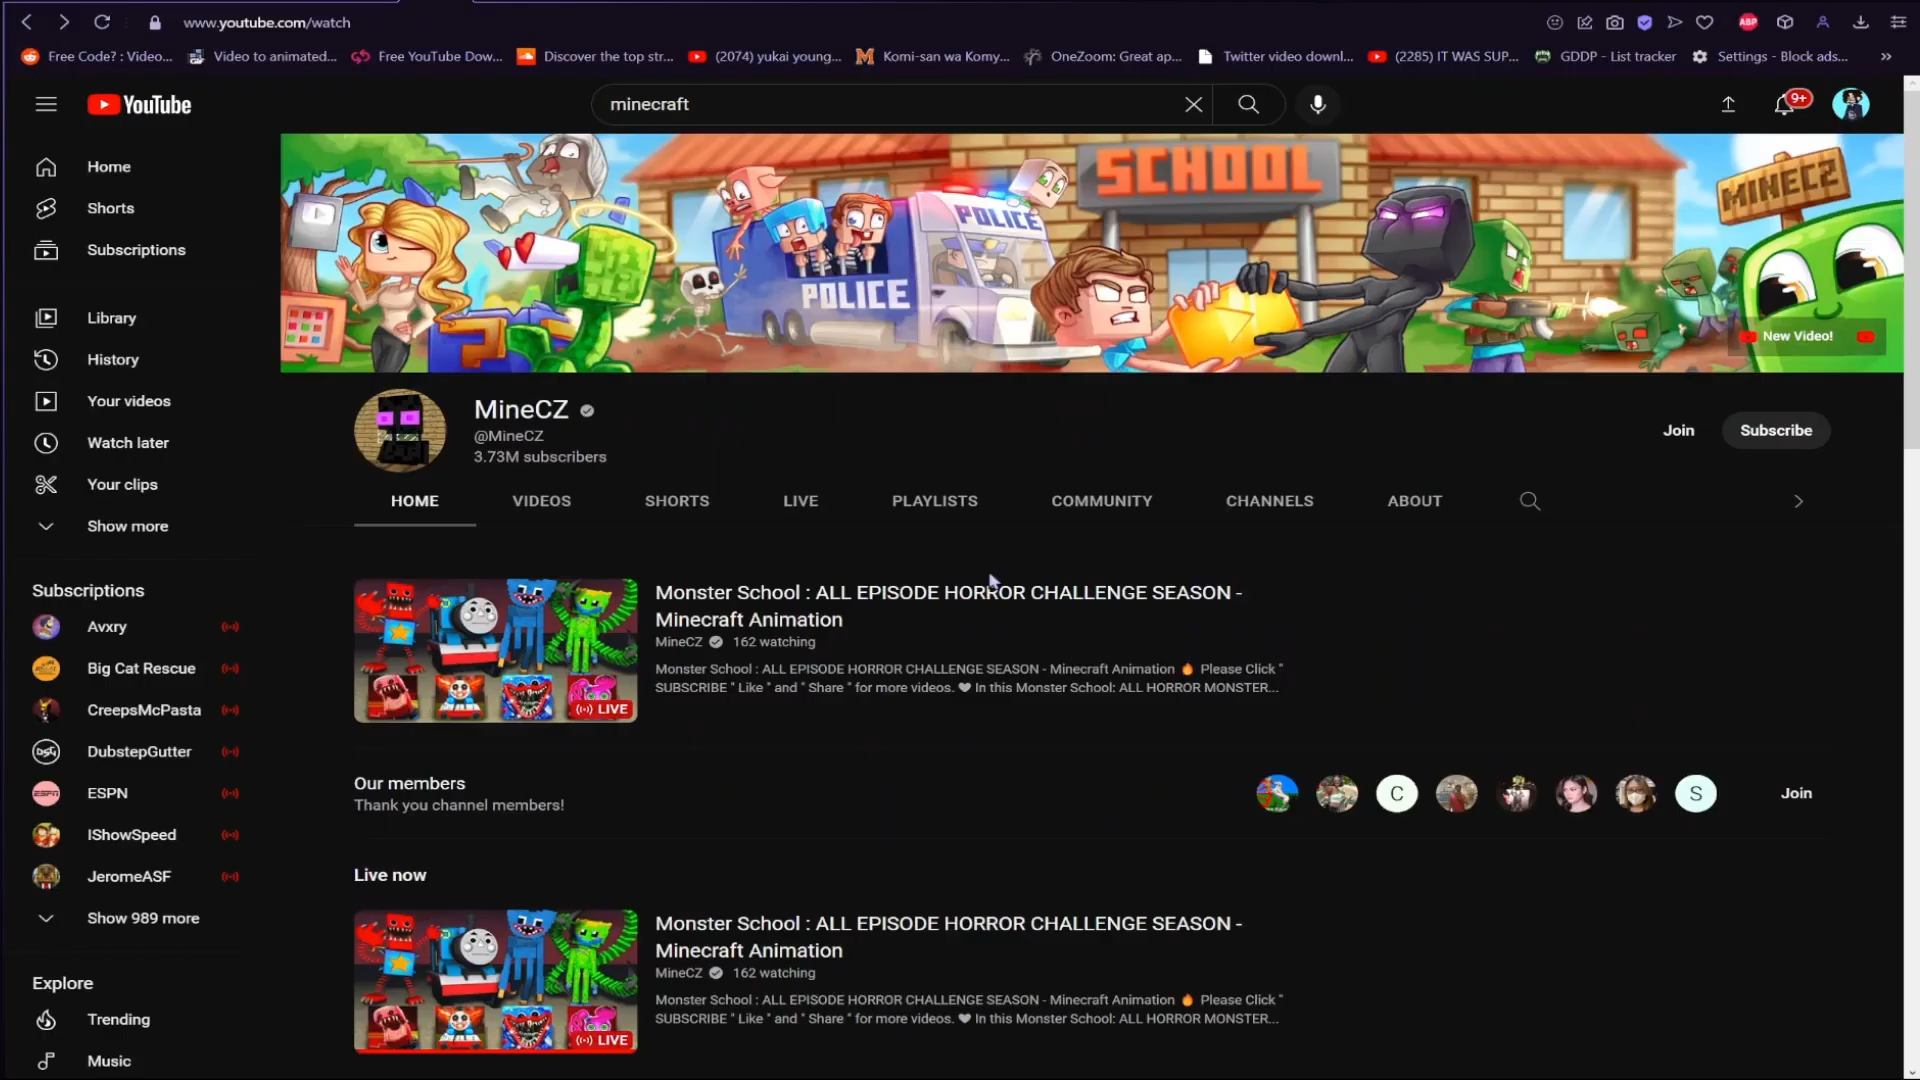 www.youtube.com/watch
Free Code? : Video...
Video to animated...
Free YouTube Dow...
Discover the top str...
(2074) yukai young...
Komi-san wa Komy...
OneZoom: Great ap...
Twitter video downl...
(2285) IT WAS SUP...
GDDP - List tracker
Settings - Block ads...
YouTube
minecraft
9+
ABP
Home
Shorts
Subscriptions
Library
History
Your videos
Watch later
Your clips
Show more
Subscriptions
Avxry
Big Cat Rescue
CreepsMcPasta
DubstepGutter
ESPN
IShowSpeed
JeromeASF
Show 989 more
Explore
Trending
Music
SCHOOL
POLICE
POLICE
MINECZ
New Video!
MineCZ
@MineCZ
3.73M subscribers
Join
Subscribe
HOME
VIDEOS
SHORTS
LIVE
PLAYLISTS
COMMUNITY
CHANNELS
ABOUT
Monster School : ALL EPISODE HORROR CHALLENGE SEASON -
Minecraft Animation
MineCZ 162 watching
Monster School : ALL EPISODE HORROR CHALLENGE SEASON - Minecraft Animation 🔥 Please Click "
SUBSCRIBE " Like " and " Share " for more videos. ❤ In this Monster School: ALL HORROR MONSTER...
LIVE
Our members
Thank you channel members!
C
S
Join
Live now
Monster School : ALL EPISODE HORROR CHALLENGE SEASON -
Minecraft Animation
MineCZ 162 watching
Monster School : ALL EPISODE HORROR CHALLENGE SEASON - Minecraft Animation 🔥 Please Click "
SUBSCRIBE " Like " and " Share " for more videos. ❤ In this Monster School: ALL HORROR MONSTER...
LIVE